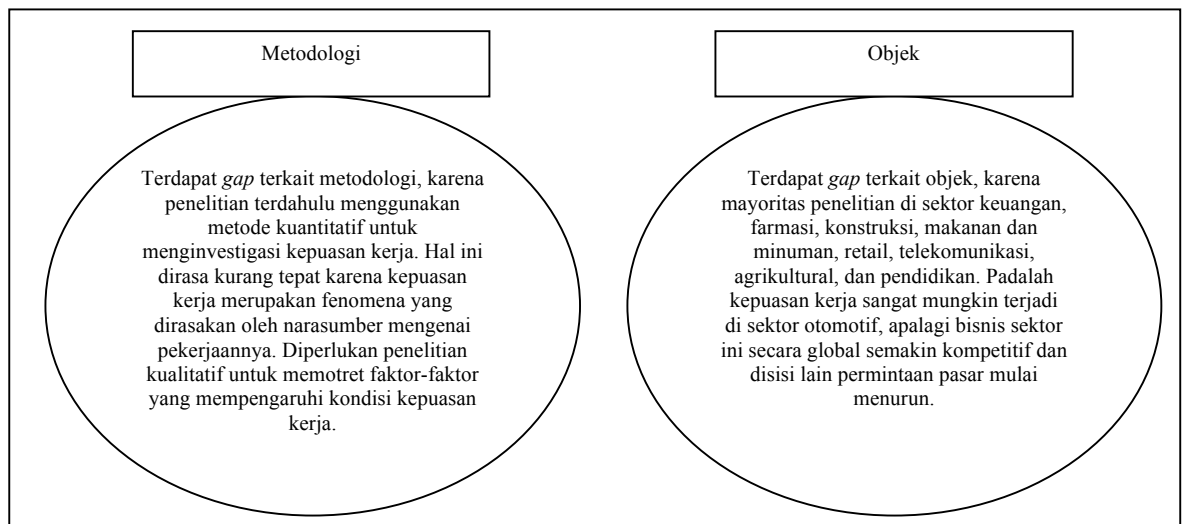 Metodologi
Terdapat gap terkait metodologi, karena
penelitian terdahulu menggunakan
metode kuantitatif untuk
menginvestigasi kepuasan kerja. Hal ini
dirasa kurang tepat karena kepuasan
kerja merupakan fenomena yang
dirasakan oleh narasumber mengenai
pekerjaannya. Diperlukan penelitian
kualitatif untuk memotret faktor-faktor
yang mempengaruhi kondisi kepuasan
kerja.
Objek
Terdapat gap terkait objek, karena
mayoritas penelitian di sektor keuangan,
farmasi, konstruksi, makanan dan
minuman, retail, telekomunikasi,
agrikultural, dan pendidikan. Padalah
kepuasan kerja sangat mungkin terjadi
di sektor otomotif, apalagi bisnis sektor
ini secara global semakin kompetitif dan
disisi lain permintaan pasar mulai
menurun.